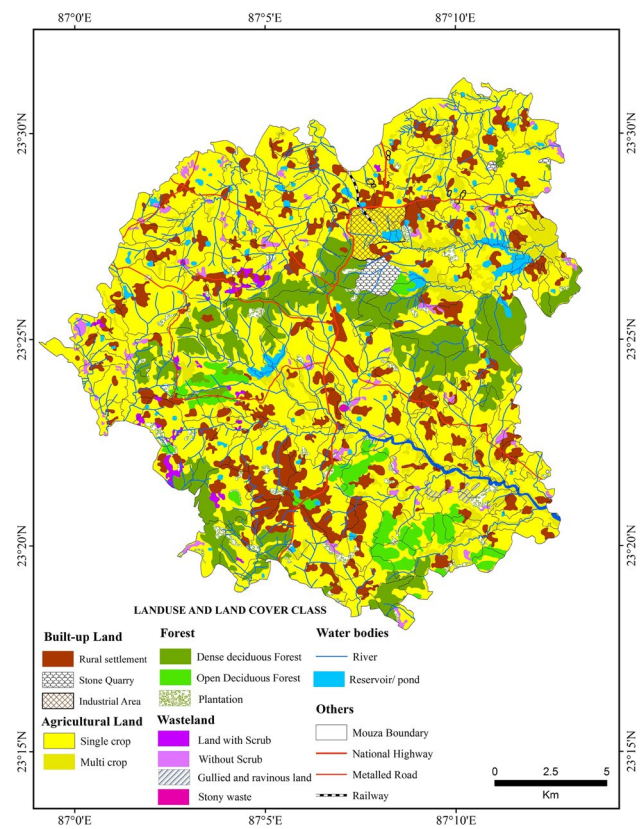 87°0'E 87°5'E 87°10'E
23°30'N 23°30'N
23°25'N 23°25'N
23°20'N 23°20'N
LANDUSE AND LAND COVER CLASS
Built-up Land
Rural settlement
Stone Quarry
Industrial Area
Agricultural Land
Single crop
Multi crop
Forest
Dense deciduous Forest
Open Deciduous Forest
Plantation
Wasteland
Land with Scrub
Without Scrub
Gullied and ravinous land
Stony waste
Water bodies
River
Reservoir/ pond
Others
Mouza Boundary
National Highway
Metalled Road
Railway
23°15'N 23°15'N
0 2.5 5
Km
87°0'E 87°5'E 87°10'E